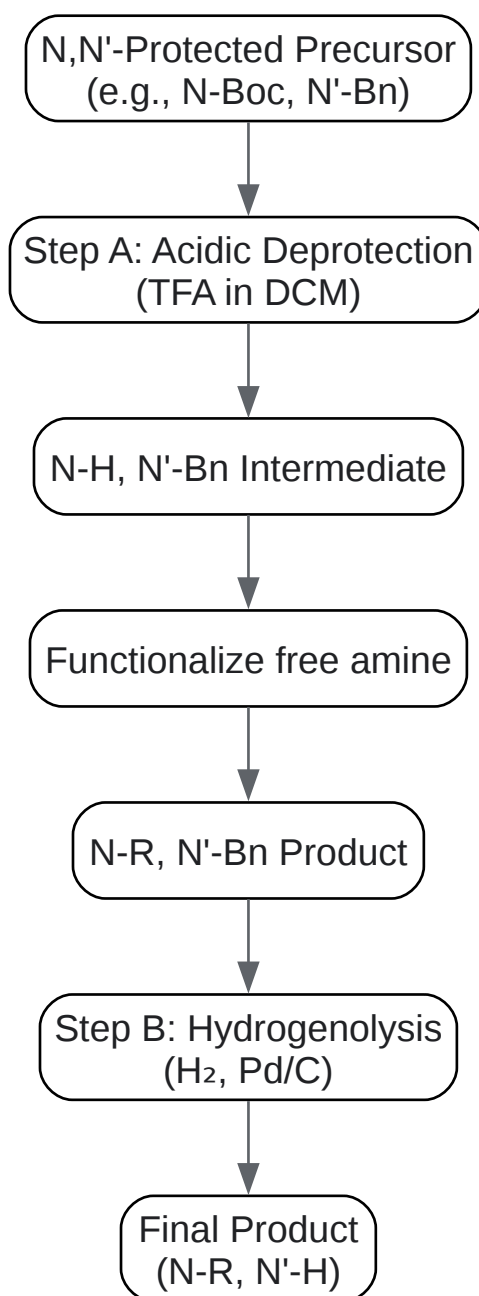 N,N'-Protected Precursor
(e.g., N-Boc, N'-Bn)
Step A: Acidic Deprotection
(TFA in DCM)
N-H, N'-Bn Intermediate
Functionalize free amine
N-R, N'-Bn Product
Step B: Hydrogenolysis
(H₂, Pd/C)
Final Product
(N-R, N'-H)